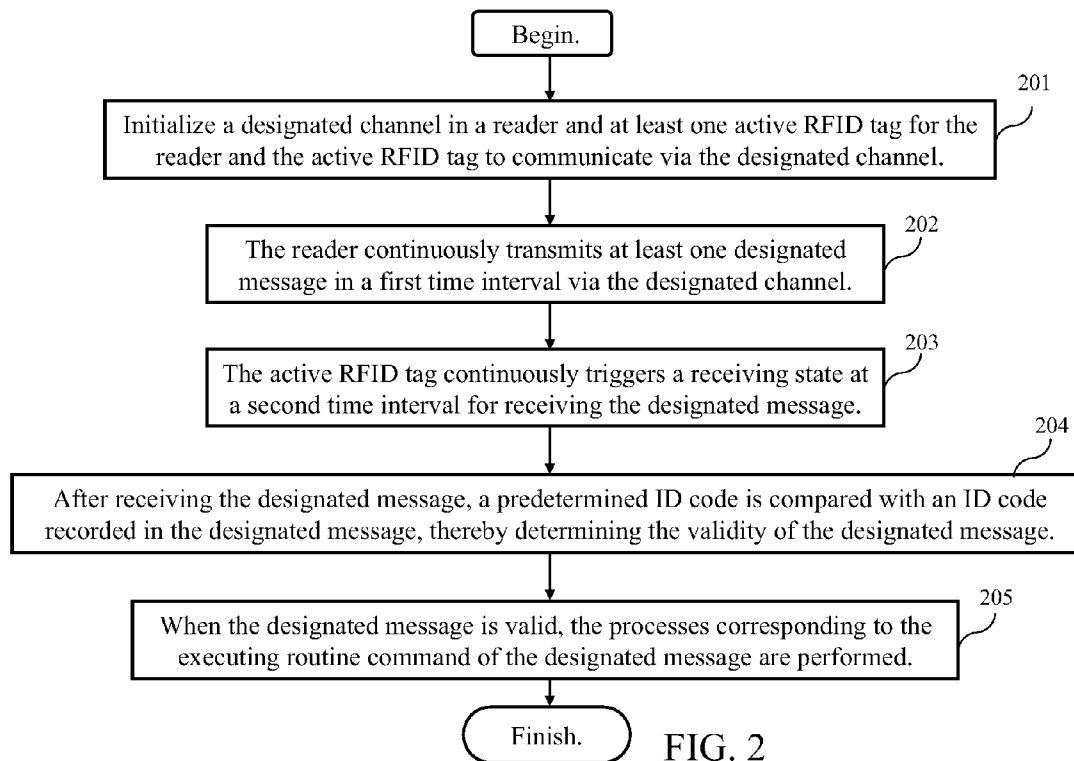 Begin.
201
Initialize a designated channel in a reader and at least one active RFID tag for the
reader and the active RFID tag to communicate via the designated channel.
202
The reader continuously transmits at least one designated
message in a first time interval via the designated channel.
203
The active RFID tag continuously triggers a receiving state at
a second time interval for receiving the designated message.
204
After receiving the designated message, a predetermined ID code is compared with an ID code
recorded in the designated message, thereby determining the validity of the designated message.
205
When the designated message is valid, the processes corresponding to the
executing routine command of the designated message are performed.
Finish.
FIG. 2